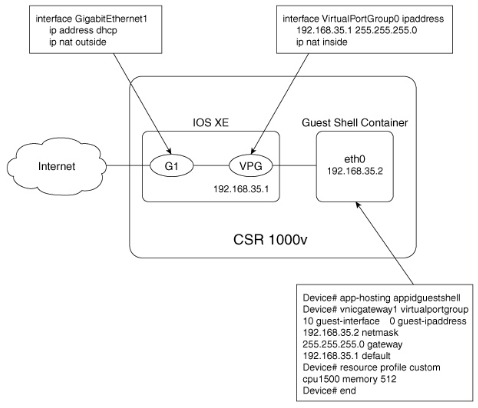 interface GigabitEthernet1
ip address dhcp
ip nat outside
interface VirtualPortGroup0 ipaddress
192.168.35.1 255.255.255.0
ip nat inside
IOS XE
Guest Shell Container
Internet
G1
VPG
eth0
192.168.35.2
192.168.35.1
CSR 1000v
Device# app-hosting appidguestshell
Device# vnicgateway1 virtualportgroup
10 guest-interface 0 guest-ipaddress
192.168.35.2 netmask
255.255.255.0 gateway
192.168.35.1 default
Device# resource profile custom
cpu1500 memory 512
Device# end